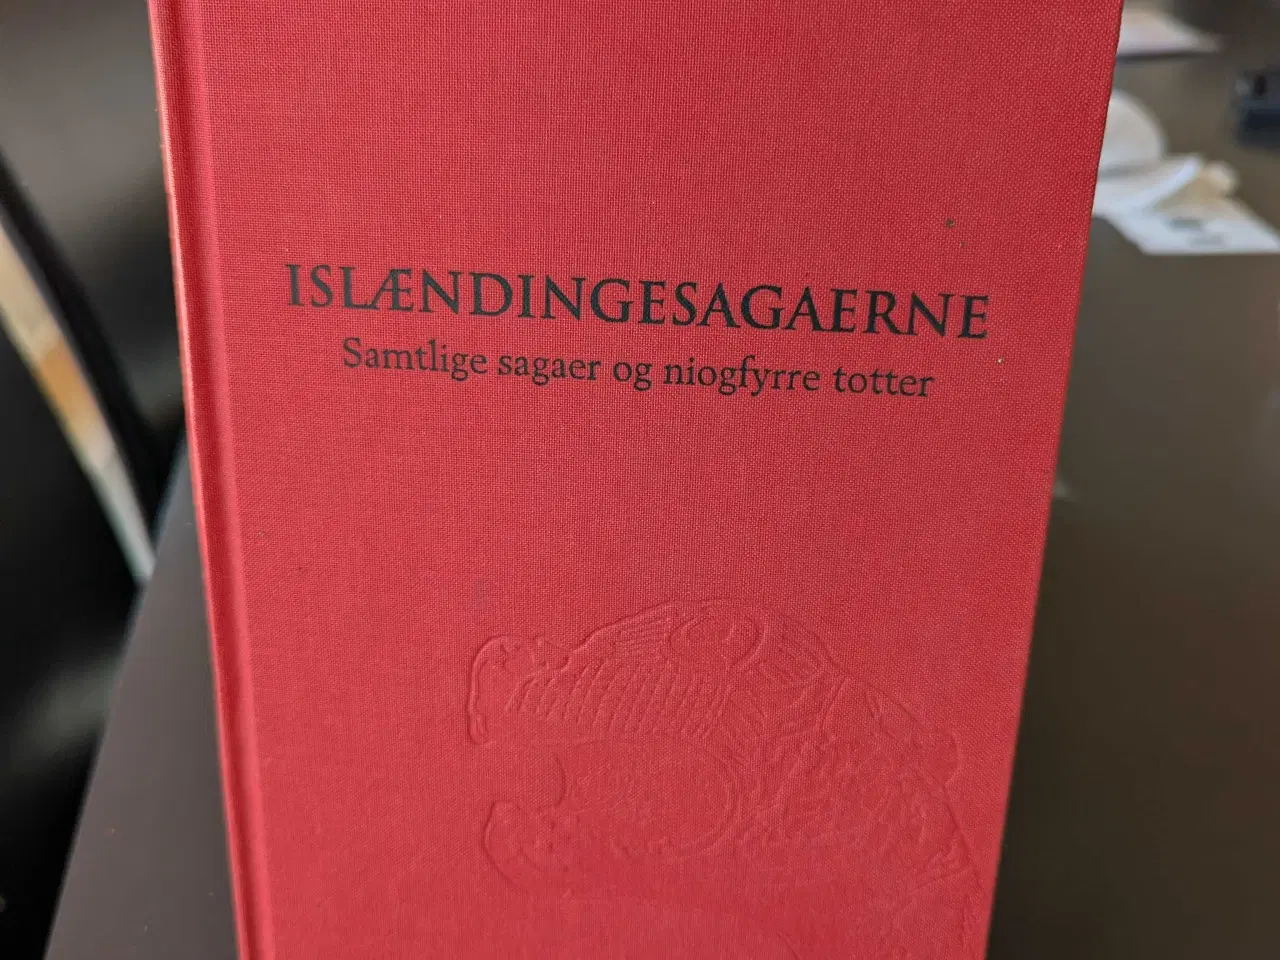 ISLÆNDINGESAGAERNE
Samtlige sagaer og niogfyrre totter